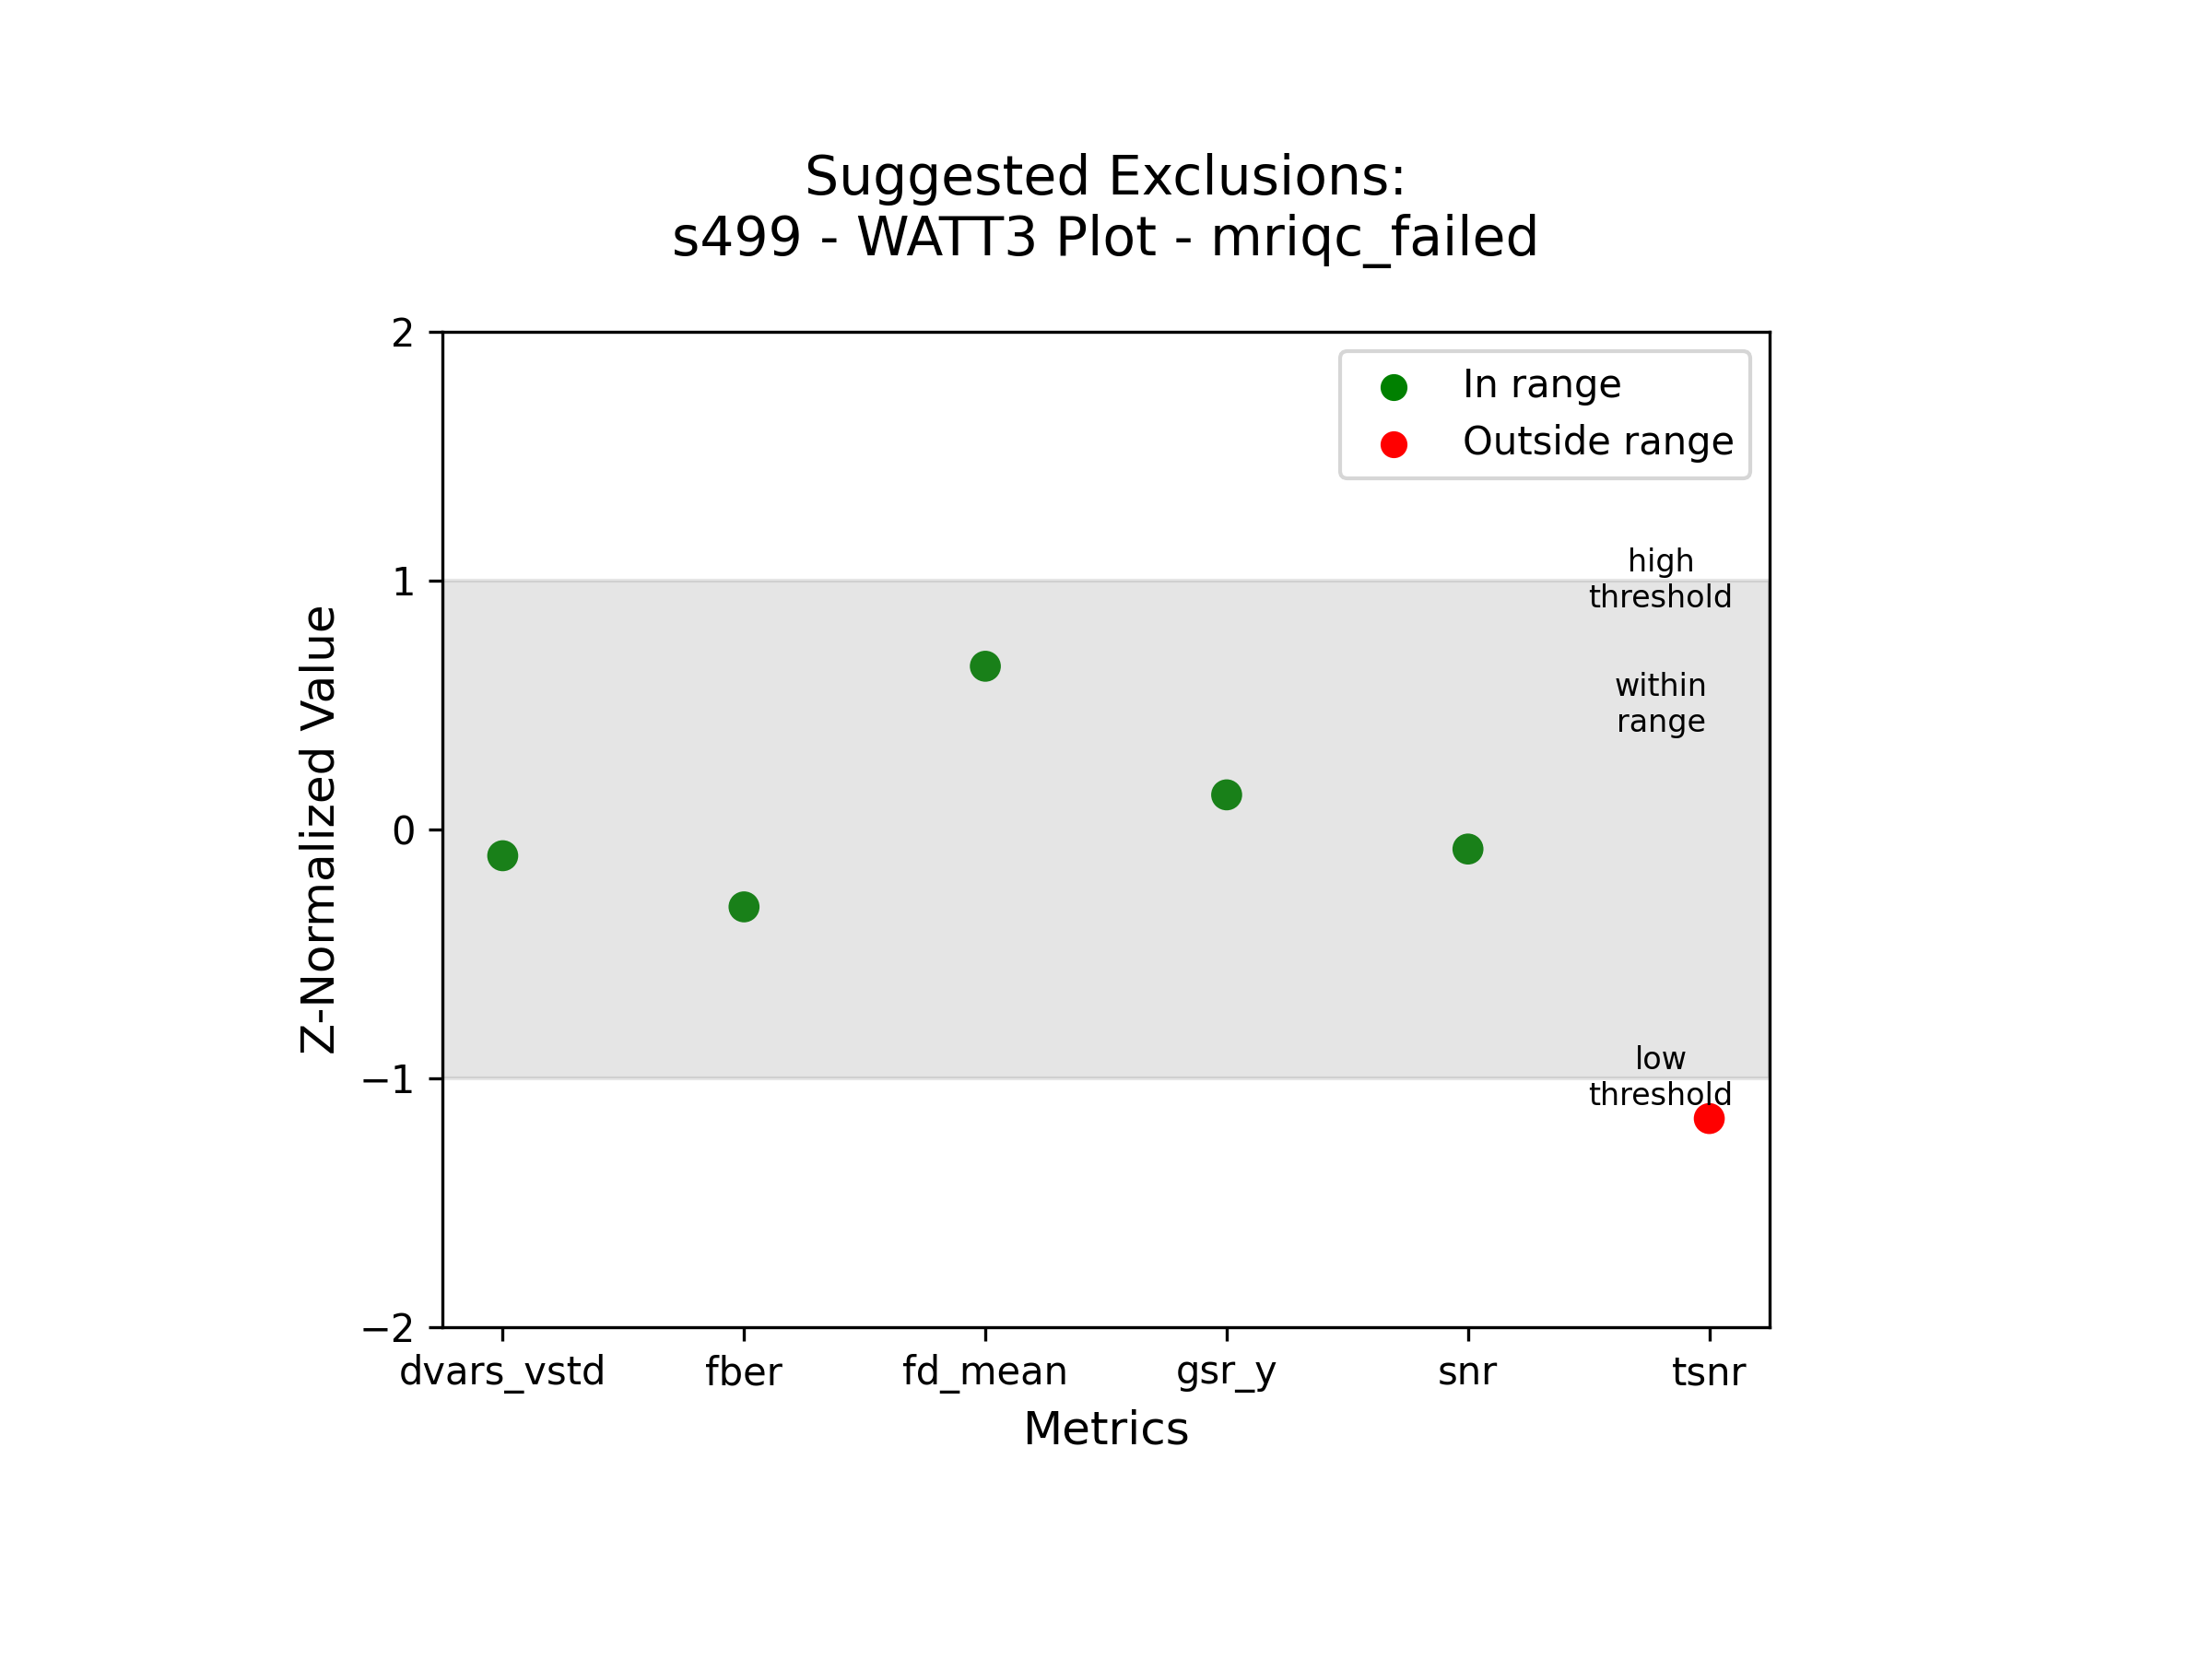 Suggested Exclusions:
s499 - WATT3 Plot - mriqc_failed
2
1
0
−1
−2
Z-Normalized Value
In range
Outside range
high
threshold
within
range
low
threshold
dvars_vstd
fber
fd_mean
gsr_y
snr
tsnr
Metrics